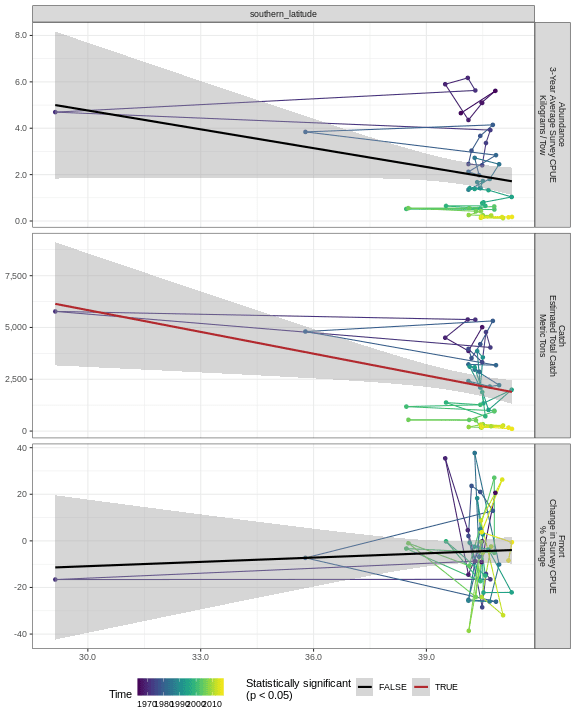 southern_latitude
8.0
6.0
4.0
2.0
0.0
Abundance
3-Year Average Survey CPUE
Kilograms / Tow
7,500
5,000
2,500
0
Catch
Estimated Total Catch
Metric Tons
40
20
0
-20
-40
Fmort
Change in Survey CPUE
% Change
30.0 33.0 36.0 39.0
Time
1970 1980 1990 2000 2010
Statistically significant
(p < 0.05)
FALSE TRUE